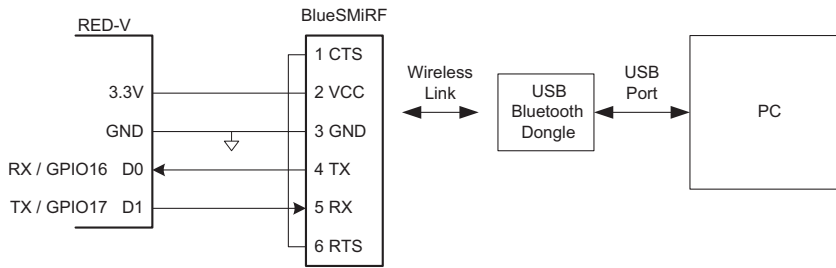 RED-V
BlueSMiRF
3.3V
GND
RX / GPIO16 D0
TX / GPIO17 D1
1 CTS
2 VCC
3 GND
4 TX
5 RX
6 RTS
Wireless
Link
USB
Bluetooth
Dongle
USB
Port
PC